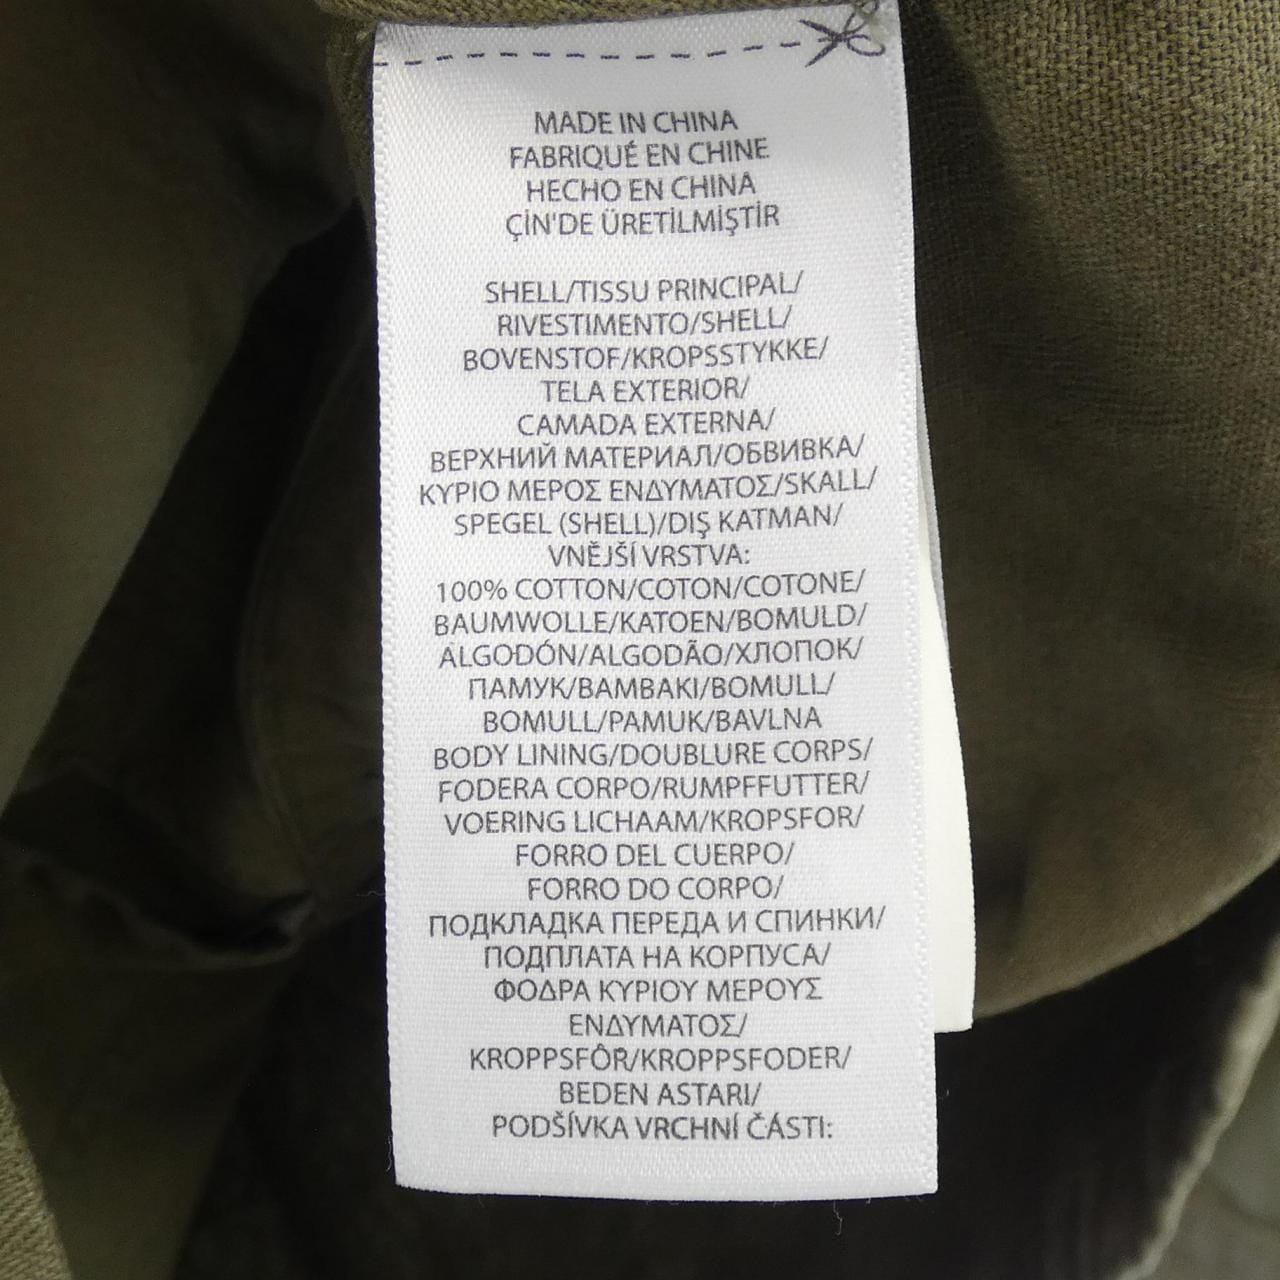 MADE IN CHINA
FABRIQUÉ EN CHINE
HECHO EN CHINA
ÇİN'DE ÜRETİLMİŞTİR
SHELL/TISSU PRINCIPAL/
RIVESTIMENTO/SHELL/
BOVENSTOF/KROPSSTYKKE/
TELA EXTERIOR/
CAMADA EXTERNA/
ВЕРХНИЙ МАТЕРИАЛ/ОБВИВКА/
ΚΥΡΙΟ ΜΕΡΟΣ ΕΝΔΥΜΑΤΟΣ/SKALL/
SPEGEL (SHELL)/DIŞ KATMAN/
VNĚJŠÍ VRSTVA:
100% COTTON/COTON/COTONE/
BAUMWOLLE/KATOEN/BOMULD/
ALGODÓN/ALGODÃO/ХЛОПОК/
ПАМУК/ΒΑΜΒΑΚΙ/BOMULL/
BOMULL/PAMUK/BAVLNA
BODY LINING/DOUBLURE CORPS/
FODERA CORPO/RUMPFFUTTER/
VOERING LICHAAM/KROPSFOR/
FORRO DEL CUERPO/
FORRO DO CORPO/
ПОДКЛАДКА ПЕРЕДА И СПИНКИ/
ПОДПЛАТА НА КОРПУСА/
ΦΟΔΡΑ ΚΥΡΙΟΥ ΜΕΡΟΥΣ
ΕΝΔΥΜΑΤΟΣ/
KROPPSFÔR/KROPPSFODER/
BEDEN ASTARI/
PODŠÍVKA VRCHNÍ ČÁSTI: